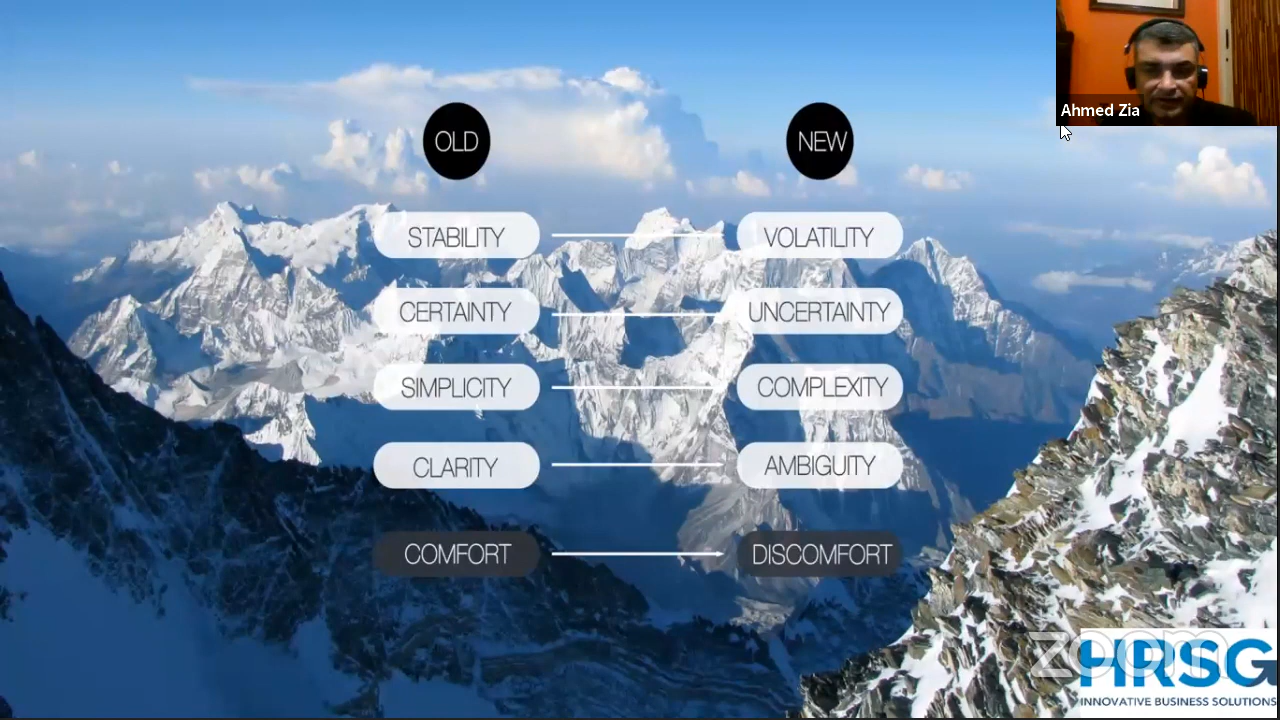 Ahmed Zia
OLD NEW
STABILITY VOLATILITY
CERTAINTY UNCERTAINTY
SIMPLICITY COMPLEXITY
CLARITY AMBIGUITY
COMFORT DISCOMFORT
zoom
HRSG
INNOVATIVE BUSINESS SOLUTIONS